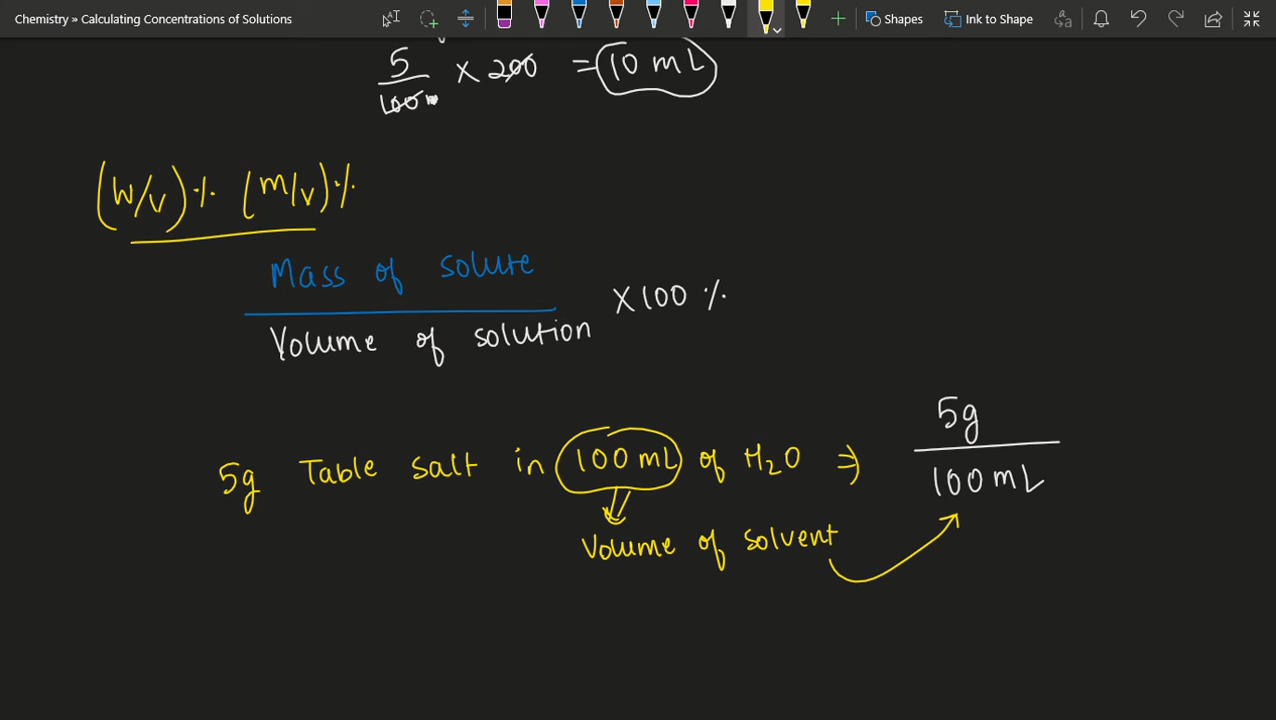 Chemistry » Calculating Concentrations of Solutions
Shapes
Ink to Shape
5/100 × 200 = 10 mL
(W/V)% (M/V)%
Mass of solute
Volume of solution
×100 %
5g Table salt in 100 mL of H₂O ⇒
5g
100 mL
Volume of solvent